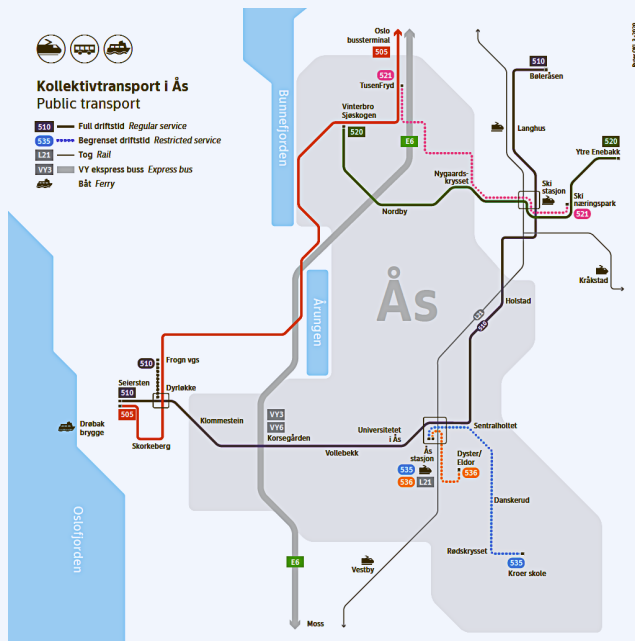 Kollektivtransport i Ås
Public transport
510 Full driftstid Regular service
535 Begrenset driftstid Restricted service
L21 Tog Rail
VY3 VY ekspress buss Express bus
Båt Ferry
Oslo
bussterminal
505
521
TusenFryd
Vinterbro
Sjøskogen
520
E6
Bunnefjorden
510
Bøleråsen
Langhus
520
Ytre Enebakk
Nygaards-
krysset
Ski
stasjon
Ski
næringspark
521
Nordby
Kråkstad
Ås
Årungen
Holstad
L21
510
Frogn vgs
510
Seiersten
510
505
Dyrløkke
Drøbak
brygge
Skorkeberg
Klommestein
VY3
VY6
Korsegården
Vollebekk
Universitetet
i Ås
Sentralholtet
Ås
stasjon
535
536 L21
Dyster/
Eldor
536
Danskerud
Rødskrysset
535
Kroer skole
Oslofjorden
E6
Vestby
Moss